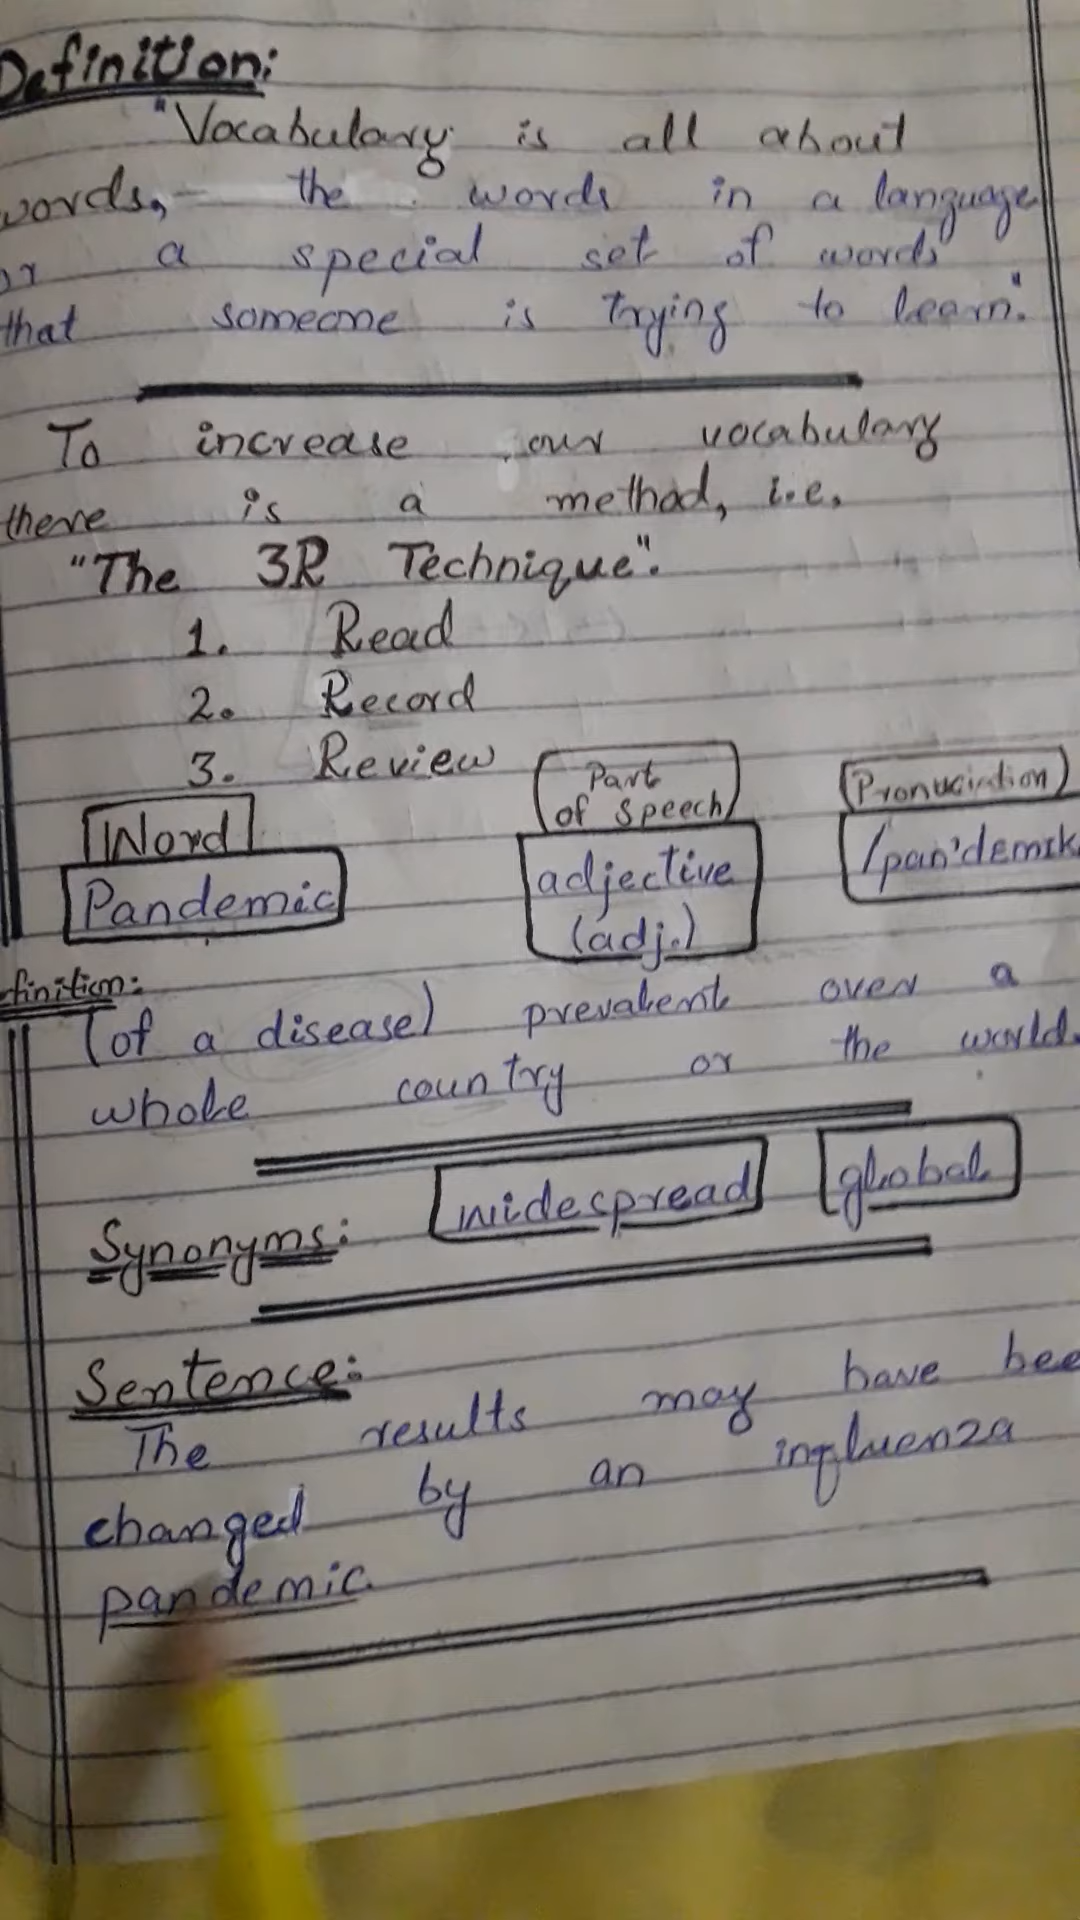 Definition:
"Vocabulary is all about
words, the words in a language
or a special set of words
that someone is trying to learn."
To increase our vocabulary
there is a method, i.e.
"The 3R Technique".
1. Read
2. Record
3. Review
Part
of speech
Pronuciation
Word
adjective
(adj.)
/pan'demik
Pandemic
finition:
(of a disease) prevalent over a
whole country or the world.
Synonyms: widespread global
Sentence:
The results may have bee
changed by an influenza
pandemic.